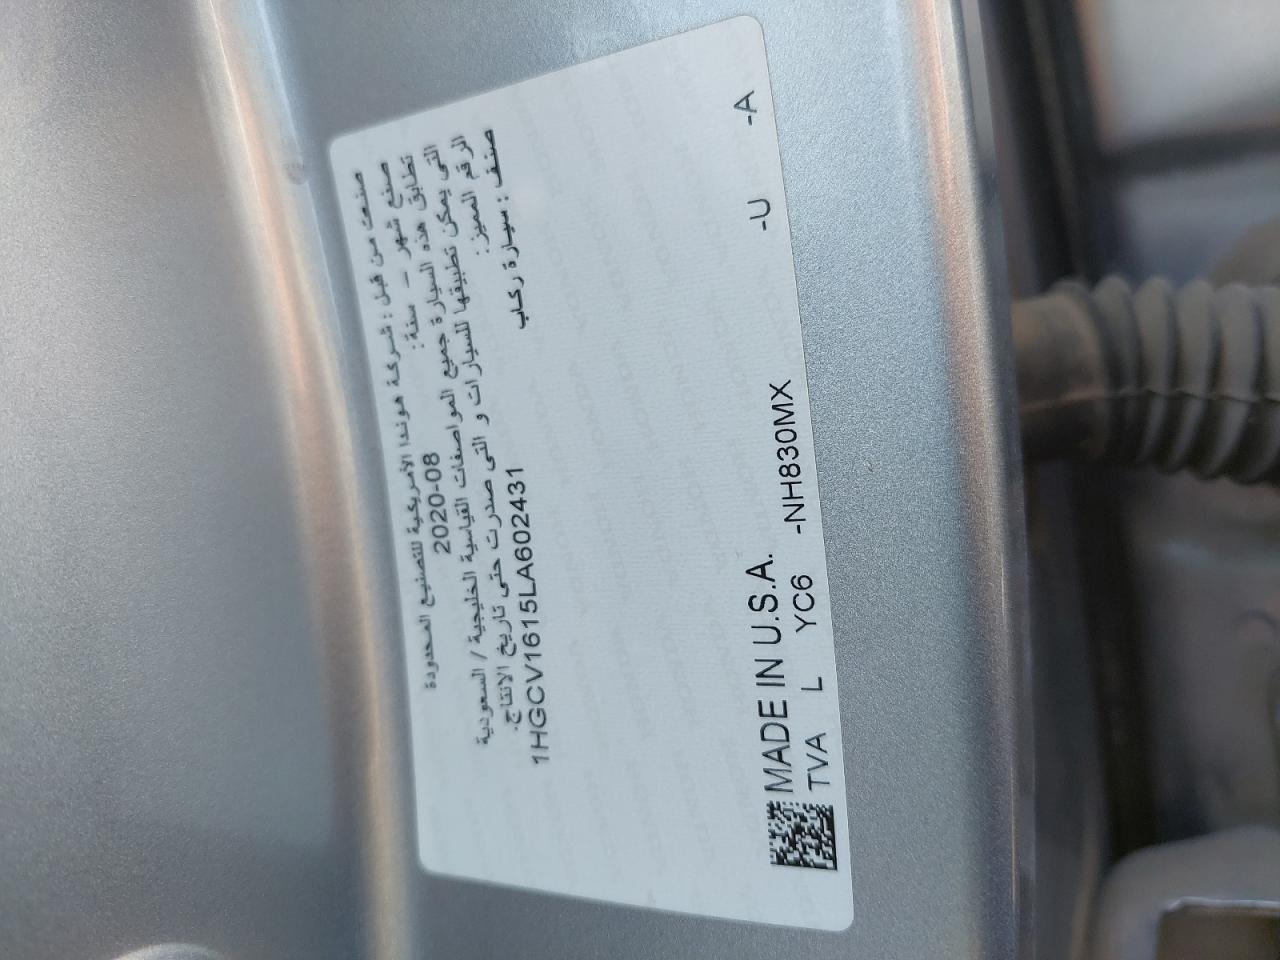 صنعت من قبل : شركة هوندا الأمريكية للتصنيع المحدودة
صنع شهر - سنة : 2020-08
تطابق هذه السيارة جميع المواصفات القياسية الخليجية / السعودية
التي يمكن تطبيقها للسيارات و التي صدرت حتى تاريخ الانتاج.
الرقم المميز : 1HGCV1615LA602431
صنف : سيارة ركاب
MADE IN U.S.A.
TVA L YC6 -NH830MX -U -A